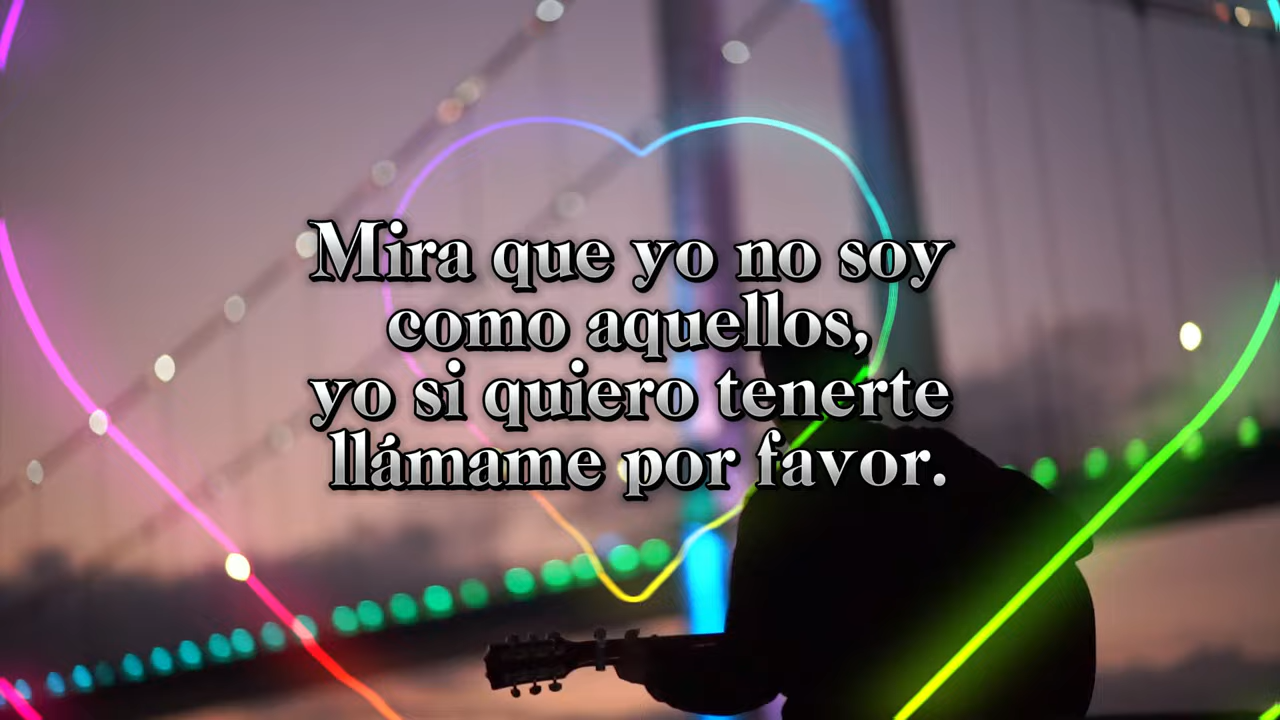 Mira que yo no soy
como aquellos,
yo si quiero tenerte
llámame por favor.